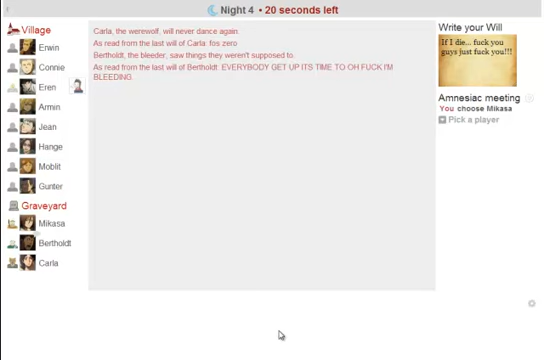 Night 4 • 20 seconds left
Village
Erwin
Connie
Eren
Armin
Jean
Hange
Moblit
Gunter
Graveyard
Mikasa
Bertholdt
Carla
Carla, the werewolf, will never dance again.
As read from the last will of Carla: fos zero
Bertholdt, the bleeder, saw things they weren't supposed to.
As read from the last will of Bertholdt: EVERYBODY GET UP ITS TIME TO OH FUCK I'M
BLEEDING.
Write your Will
If I die... fuck you
guys just fuck you!!!
Amnesiac meeting
You choose Mikasa
Pick a player